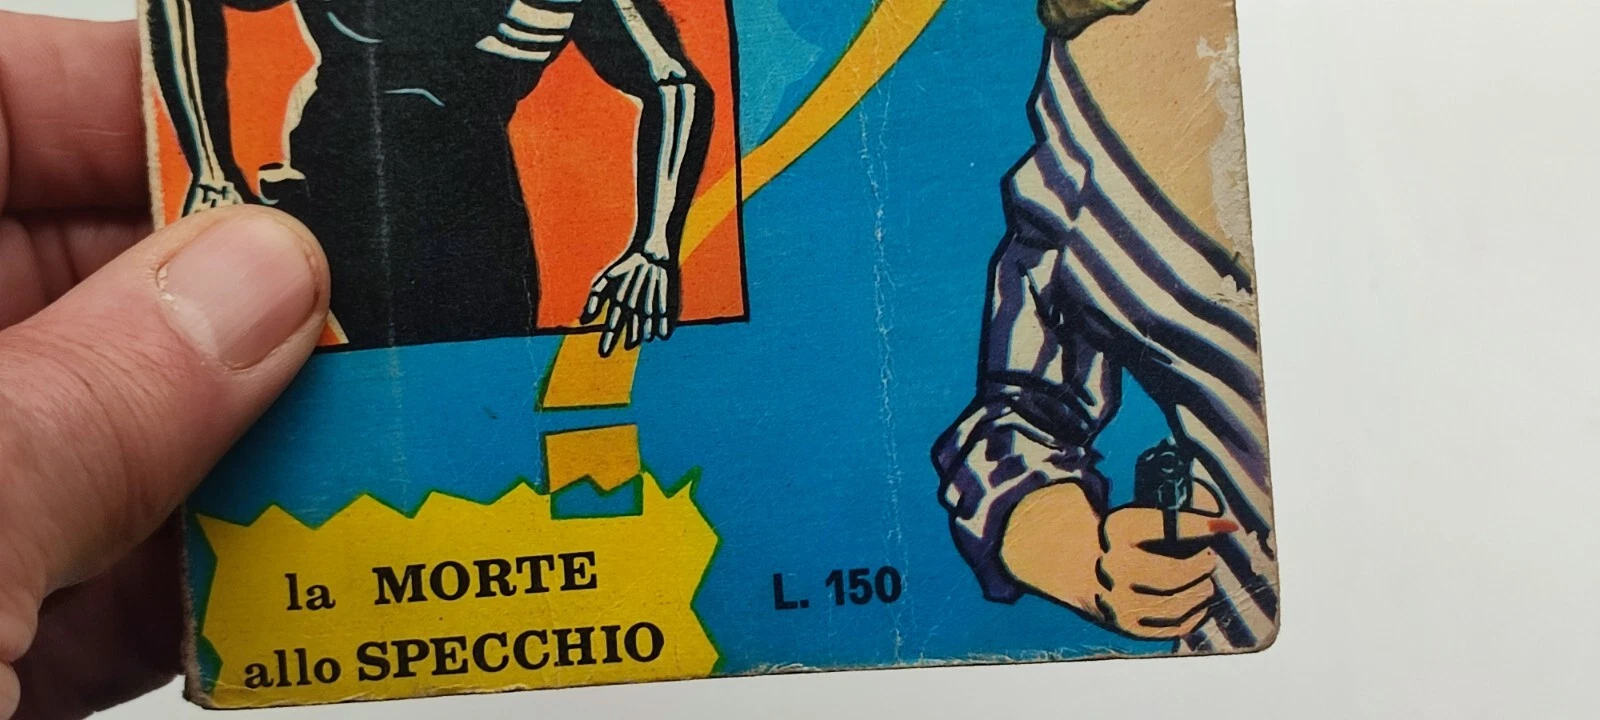 la MORTE
allo SPECCHIO
L. 150